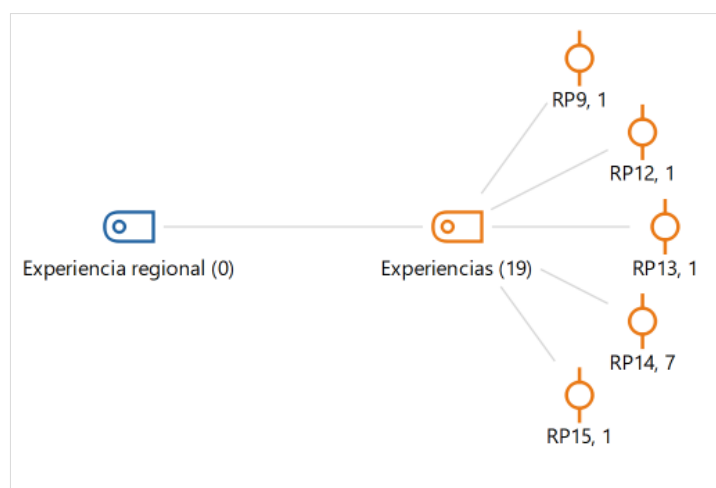 RP9, 1
RP12, 1
Experiencia regional (0)
Experiencias (19)
RP13, 1
RP14, 7
RP15, 1